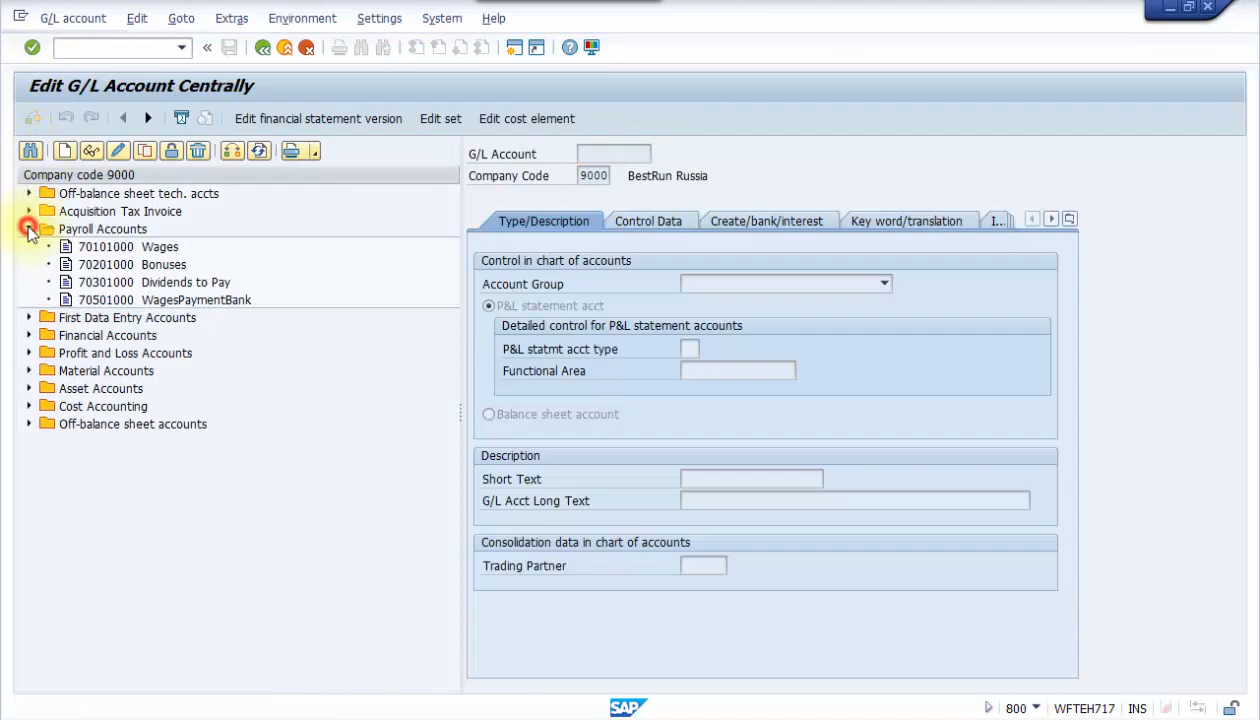 G/L account Edit Goto Extras Environment Settings System Help
Edit G/L Account Centrally
Edit financial statement version Edit set Edit cost element
Company code 9000
Off-balance sheet tech. accts
Acquisition Tax Invoice
Payroll Accounts
70101000 Wages
70201000 Bonuses
70301000 Dividends to Pay
70501000 WagesPaymentBank
First Data Entry Accounts
Financial Accounts
Profit and Loss Accounts
Material Accounts
Asset Accounts
Cost Accounting
Off-balance sheet accounts
G/L Account
Company Code 9000 BestRun Russia
Type/Description Control Data Create/bank/interest Key word/translation I...
Control in chart of accounts
Account Group
P&L statement acct
Detailed control for P&L statement accounts
P&L statmt acct type
Functional Area
Balance sheet account
Description
Short Text
G/L Acct Long Text
Consolidation data in chart of accounts
Trading Partner
SAP 800 WFTEH717 INS